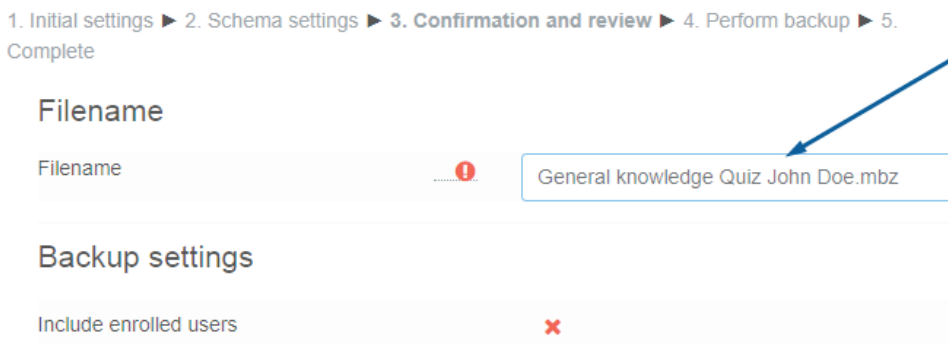 1. Initial settings ► 2. Schema settings ► 3. Confirmation and review ► 4. Perform backup ► 5.
Complete
Filename
Filename
General knowledge Quiz John Doe.mbz
Backup settings
Include enrolled users